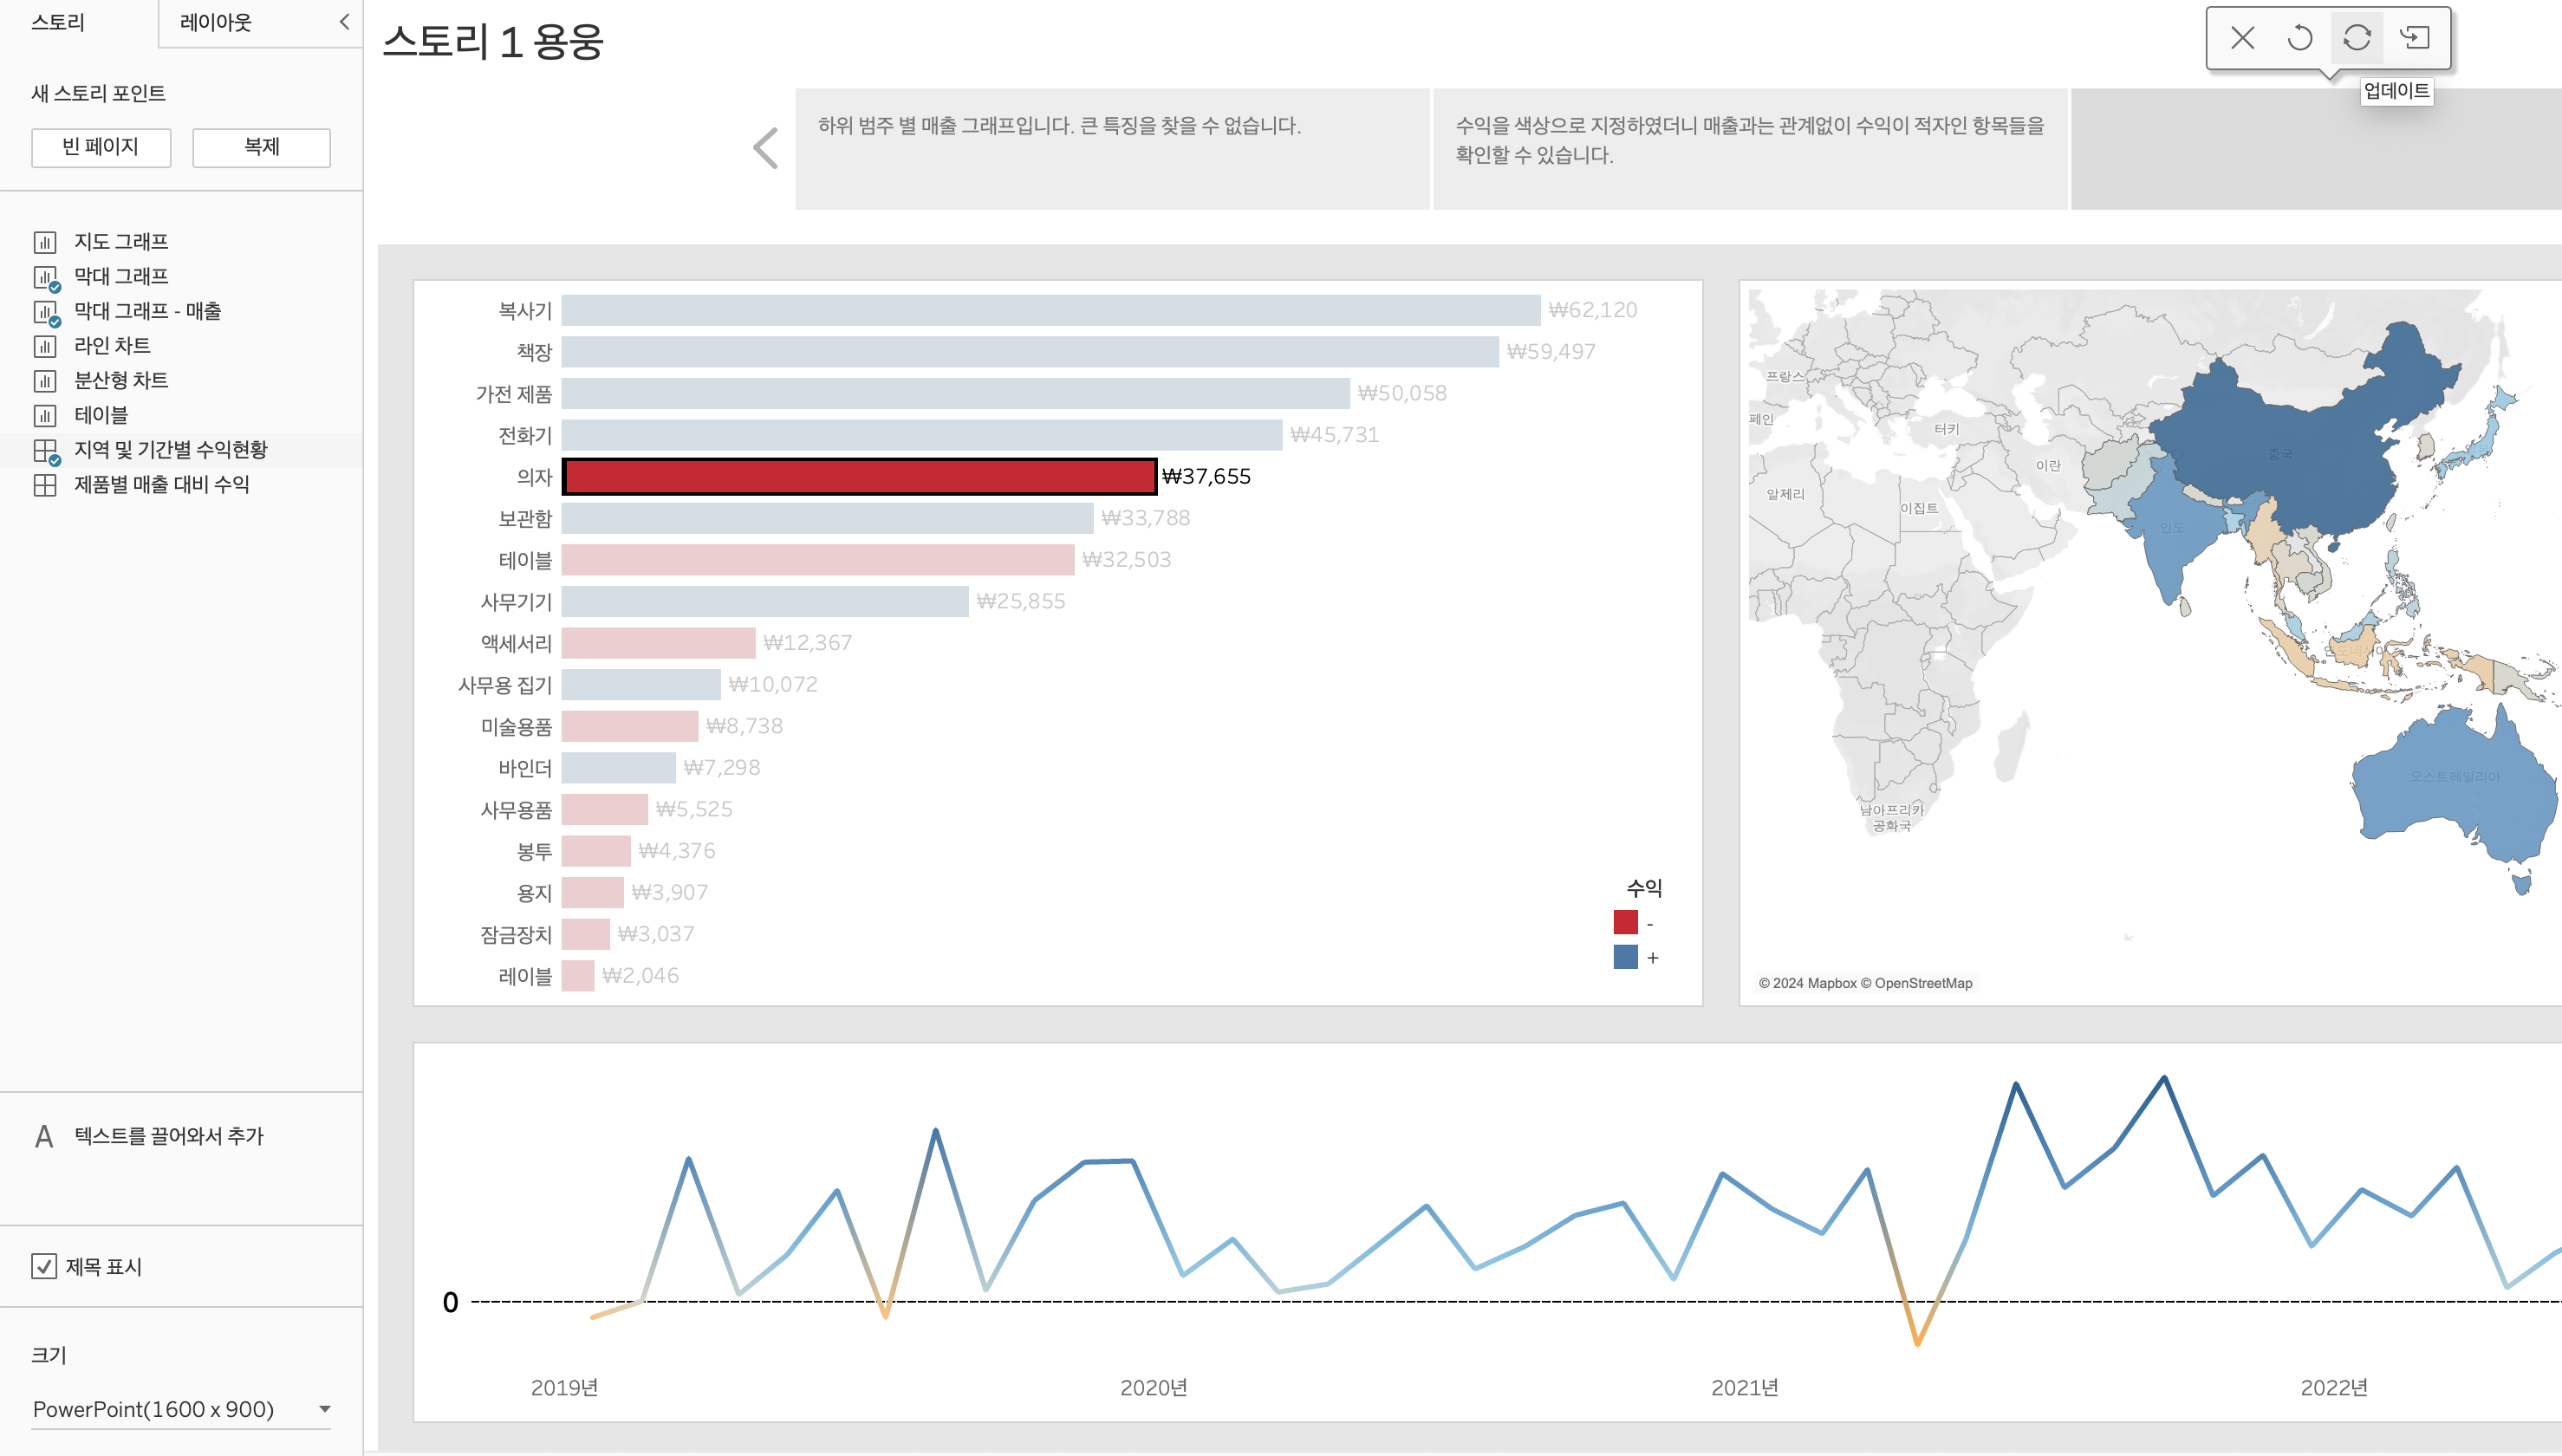 스토리
레이아웃
새 스토리 포인트
빈 페이지
복제
지도 그래프
막대 그래프
막대 그래프 - 매출
라인 차트
분산형 차트
테이블
지역 및 기간별 수익현황
제품별 매출 대비 수익
A 텍스트를 끌어와서 추가
제목 표시
크기
PowerPoint(1600 x 900)
스토리 1 용웅
업데이트
하위 범주 별 매출 그래프입니다. 큰 특징을 찾을 수 없습니다.
수익을 색상으로 지정하였더니 매출과는 관계없이 수익이 적자인 항목들을
확인할 수 있습니다.
복사기 ₩62,120
책장 ₩59,497
가전 제품 ₩50,058
전화기 ₩45,731
의자 ₩37,655
보관함 ₩33,788
테이블 ₩32,503
사무기기 ₩25,855
액세서리 ₩12,367
사무용 집기 ₩10,072
미술용품 ₩8,738
바인더 ₩7,298
사무용품 ₩5,525
봉투 ₩4,376
용지 ₩3,907
잠금장치 ₩3,037
레이블 ₩2,046
수익
-
+
프랑스
페인
터키
이란
알제리
이집트
중국
인도
인도네시아
오스트레일리아
남아프리카
공화국
© 2024 Mapbox © OpenStreetMap
0
2019년
2020년
2021년
2022년